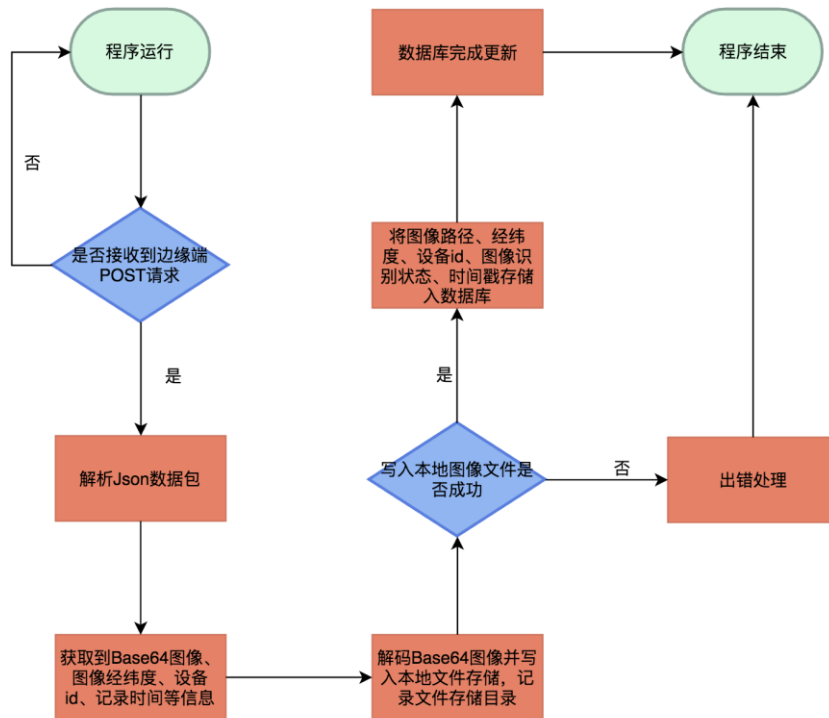 程序运行
否
是否接收到边缘端
POST请求
是
解析Json数据包
获取到Base64图像、
图像经纬度、设备
id、记录时间等信息
解码Base64图像并写
入本地文件存储，记
录文件存储目录
写入本地图像文件是
否成功
是
否
将图像路径、经纬
度、设备id、图像识
别状态、时间戳存储
入数据库
数据库完成更新
出错处理
程序结束